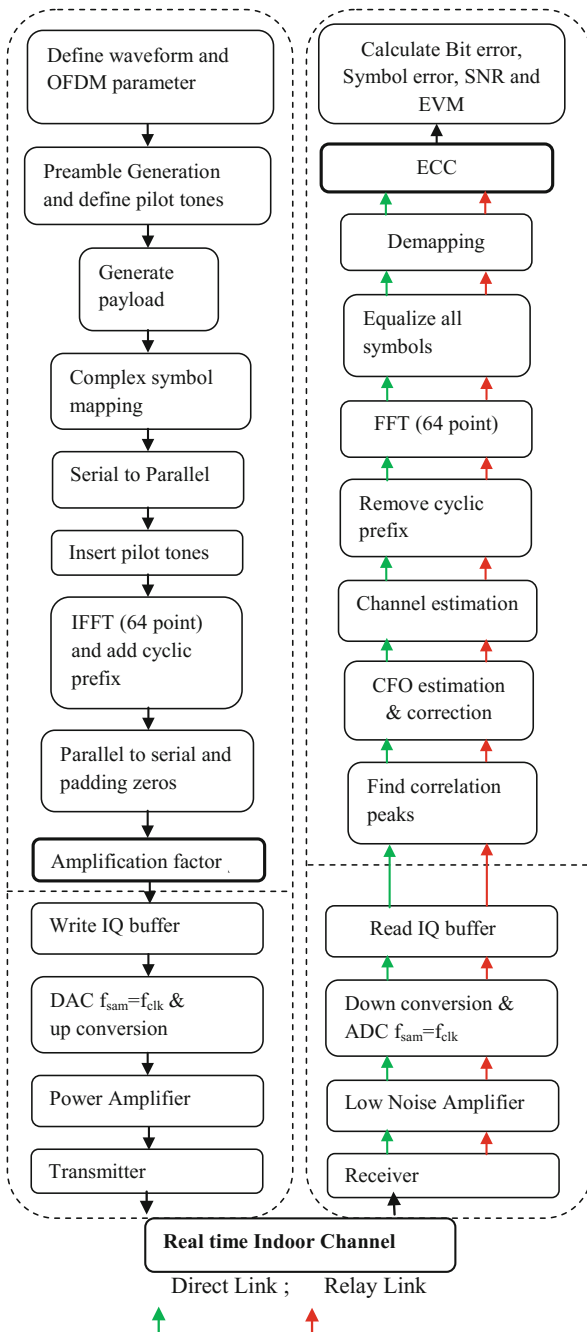 Define waveform and
OFDM parameter
Preamble Generation
and define pilot tones
Generate
payload
Complex symbol
mapping
Serial to Parallel
Insert pilot tones
IFFT (64 point)
and add cyclic
prefix
Parallel to serial and
padding zeros
Amplification factor
Write IQ buffer
DAC fsam=fclk &
up conversion
Power Amplifier
Transmitter
Calculate Bit error,
Symbol error, SNR and
EVM
ECC
Demapping
Equalize all
symbols
FFT (64 point)
Remove cyclic
prefix
Channel estimation
CFO estimation
& correction
Find correlation
peaks
Read IQ buffer
Down conversion &
ADC fsam=fclk
Low Noise Amplifier
Receiver
Real time Indoor Channel
Direct Link ; Relay Link